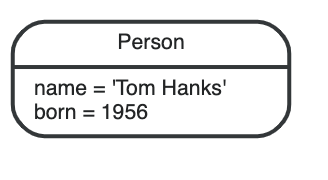 Person
name = 'Tom Hanks'
born = 1956